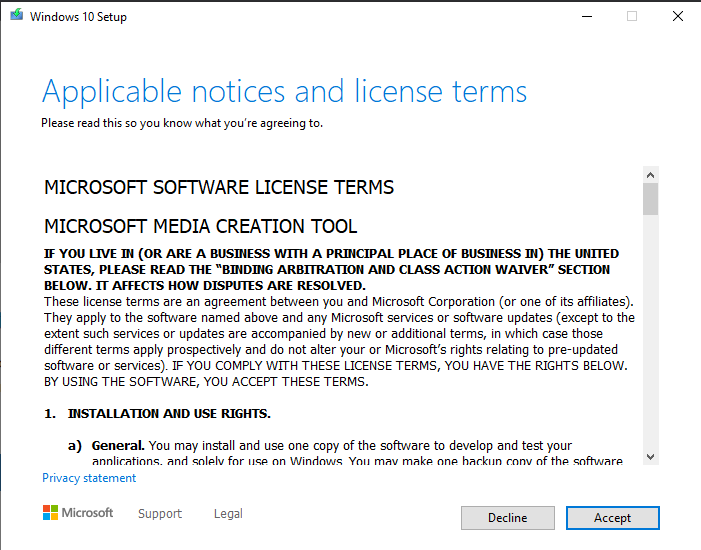 Windows 10 Setup
Applicable notices and license terms
Please read this so you know what you're agreeing to.
MICROSOFT SOFTWARE LICENSE TERMS
MICROSOFT MEDIA CREATION TOOL
IF YOU LIVE IN (OR ARE A BUSINESS WITH A PRINCIPAL PLACE OF BUSINESS IN) THE UNITED
STATES, PLEASE READ THE “BINDING ARBITRATION AND CLASS ACTION WAIVER” SECTION
BELOW. IT AFFECTS HOW DISPUTES ARE RESOLVED.
These license terms are an agreement between you and Microsoft Corporation (or one of its affiliates).
They apply to the software named above and any Microsoft services or software updates (except to the
extent such services or updates are accompanied by new or additional terms, in which case those
different terms apply prospectively and do not alter your or Microsoft’s rights relating to pre-updated
software or services). IF YOU COMPLY WITH THESE LICENSE TERMS, YOU HAVE THE RIGHTS BELOW.
BY USING THE SOFTWARE, YOU ACCEPT THESE TERMS.
1. INSTALLATION AND USE RIGHTS.
a) General. You may install and use one copy of the software to develop and test your
applications, and solely for use on Windows. You may make one backup copy of the software
Privacy statement
Microsoft Support Legal Decline Accept